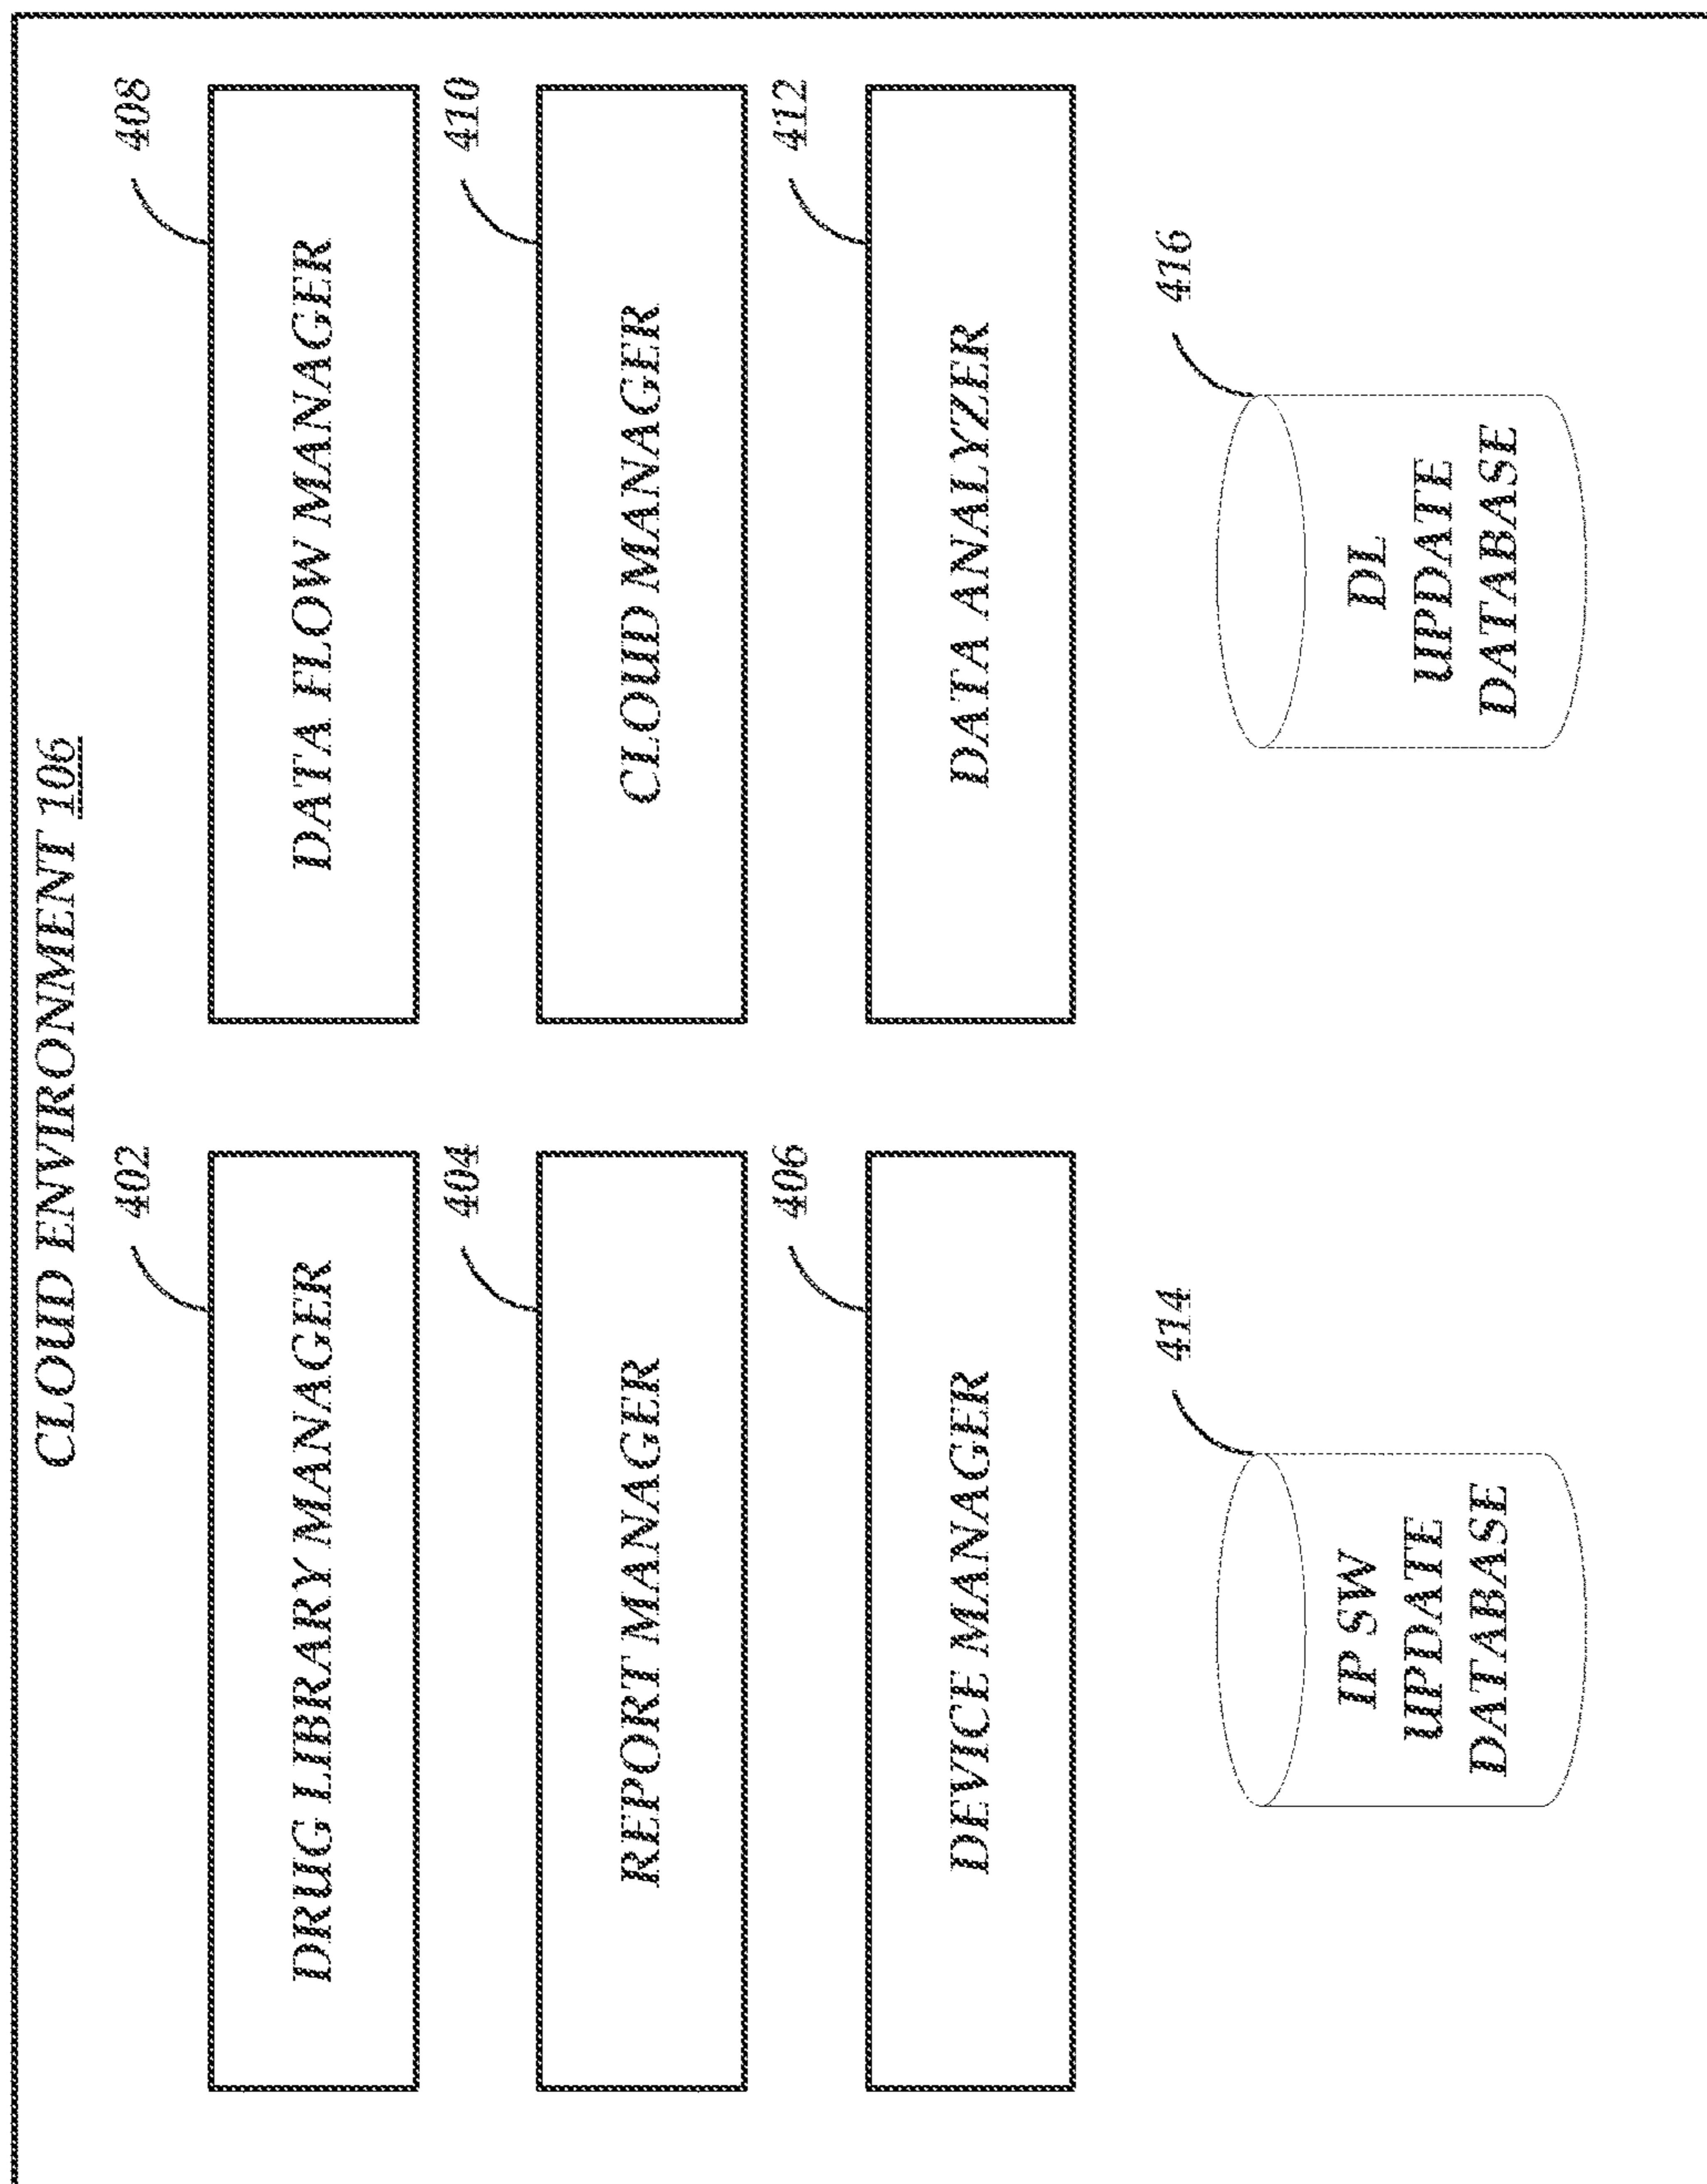 CLOUD ENVIRONMENT 106
402
DRUG LIBRARY MANAGER
408
DATA FLOW MANAGER
404
REPORT MANAGER
410
CLOUD MANAGER
406
DEVICE MANAGER
412
DATA ANALYZER
414
IP SW
UPDATE
DATABASE
416
DL
UPDATE
DATABASE